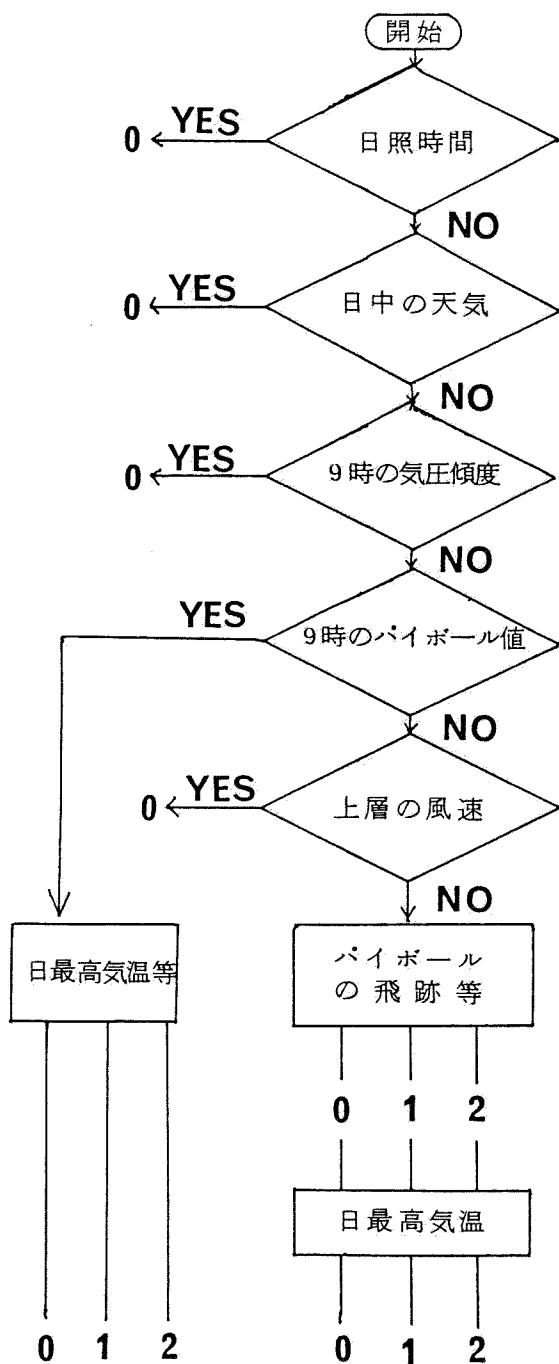 開始
0 YES
日照時間
NO
0 YES
日中の天気
NO
0 YES
9時の気圧傾度
NO
YES
9時のパイボール値
NO
0 YES
上層の風速
NO
日最高気温等
パイボール
の飛跡等
0 1 2
日最高気温
0 1 2
0 1 2